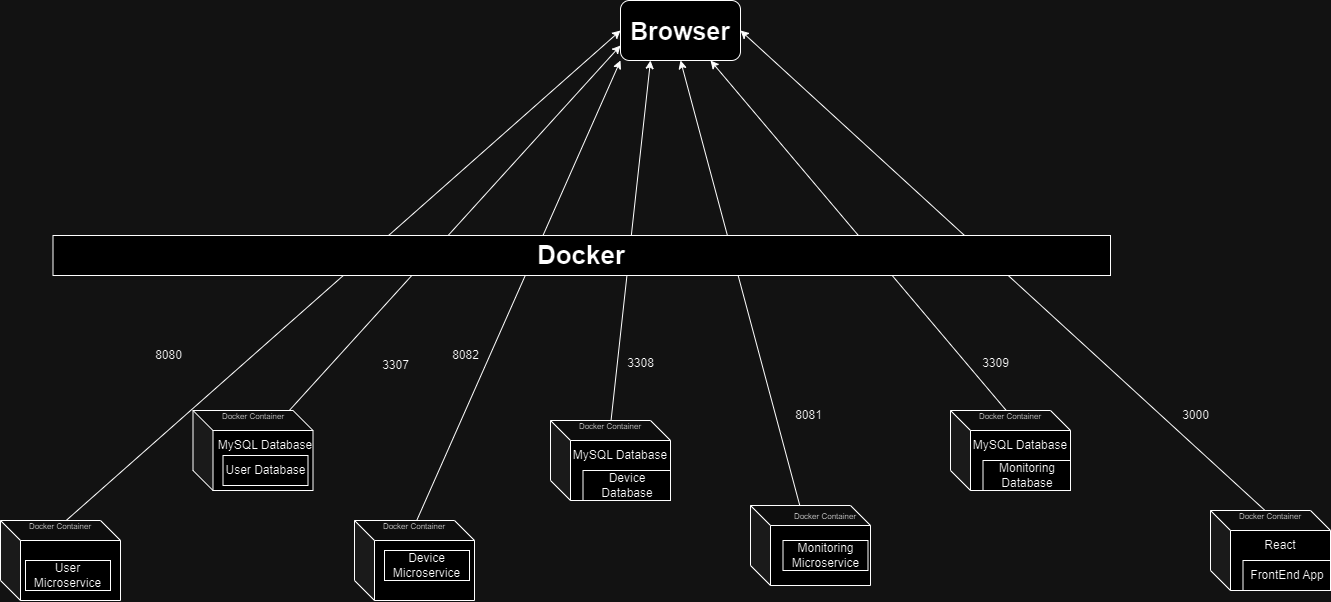 Browser
Docker
8080
3307
8082
3308
3309
8081
3000
Docker Container
MySQL Database
User Database
Docker Container
MySQL Database
Device
Database
Docker Container
MySQL Database
Monitoring
Database
Docker Container
User
Microservice
Docker Container
Device
Microservice
Docker Container
Monitoring
Microservice
Docker Container
React
FrontEnd App